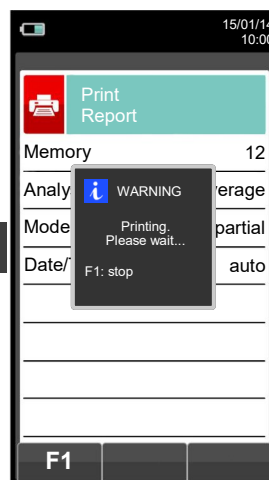 15/01/14
10:00
Print
Report
Memory 12
Analy verage
WARNING
Mode partial
Printing.
Please wait...
Date/ auto
F1: stop
F1